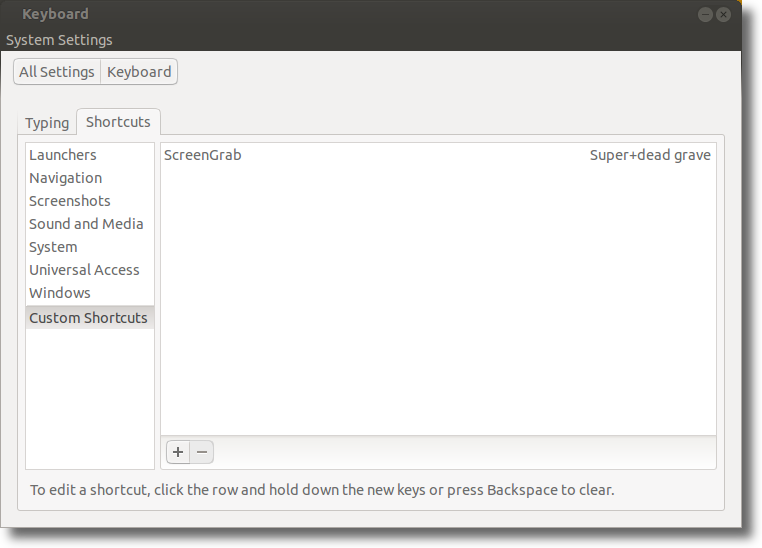 Keyboard
System Settings
All Settings Keyboard
Typing Shortcuts
Launchers
Navigation
Screenshots
Sound and Media
System
Universal Access
Windows
Custom Shortcuts
ScreenGrab Super+dead grave
To edit a shortcut, click the row and hold down the new keys or press Backspace to clear.